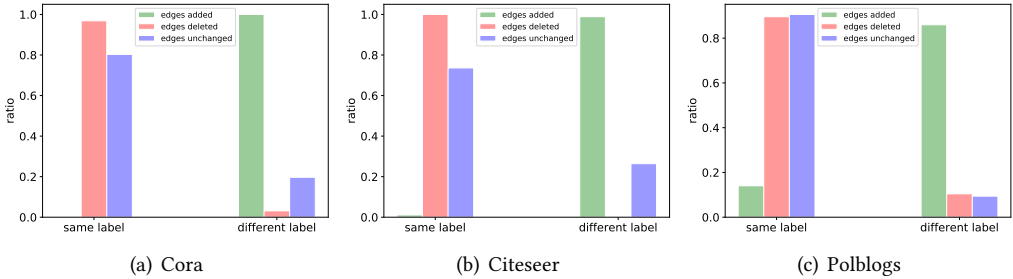 1.0
0.8
0.6
0.4
0.2
0.0
ratio
edges added
edges deleted
edges unchanged
same label
different label
(a) Cora
1.0
0.8
0.6
0.4
0.2
0.0
ratio
edges added
edges deleted
edges unchanged
same label
different label
(b) Citeseer
0.8
0.6
0.4
0.2
0.0
ratio
edges added
edges deleted
edges unchanged
same label
different label
(c) Polblogs